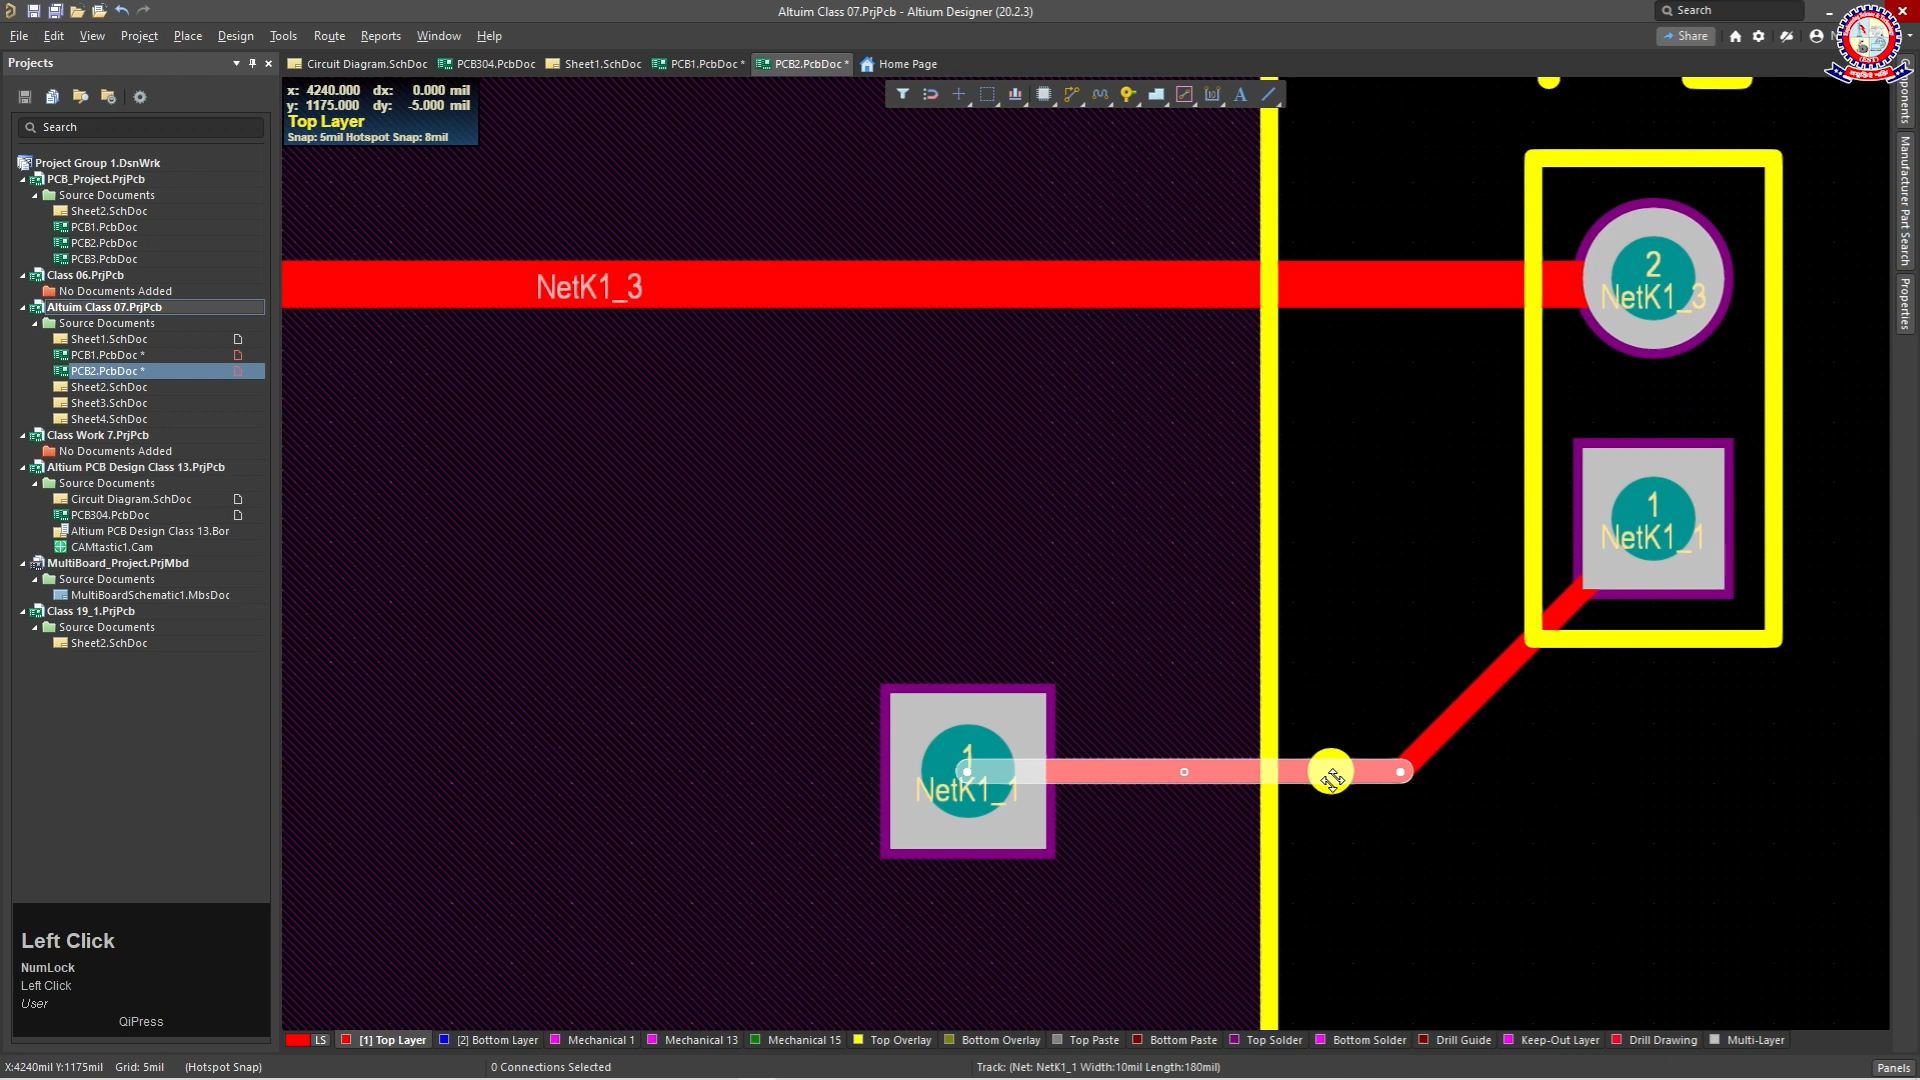 Altuim Class 07.PrjPcb - Altium Designer (20.2.3)
Search
File Edit View Project Place Design Tools Route Reports Window Help
Share
Projects
Circuit Diagram.SchDoc PCB304.PcbDoc Sheet1.SchDoc PCB1.PcbDoc * PCB2.PcbDoc * Home Page
x: 4240.000 dx: 0.000 mil
y: 1175.000 dy: -5.000 mil
Top Layer
Snap: 5mil Hotspot Snap: 8mil
Search
Project Group 1.DsnWrk
PCB_Project.PrjPcb
Source Documents
Sheet2.SchDoc
PCB1.PcbDoc
PCB2.PcbDoc
PCB3.PcbDoc
Class 06.PrjPcb
No Documents Added
Altuim Class 07.PrjPcb
Source Documents
Sheet1.SchDoc
PCB1.PcbDoc *
PCB2.PcbDoc *
Sheet2.SchDoc
Sheet3.SchDoc
Sheet4.SchDoc
Class Work 7.PrjPcb
No Documents Added
Altium PCB Design Class 13.PrjPcb
Source Documents
Circuit Diagram.SchDoc
PCB304.PcbDoc
Altium PCB Design Class 13.Bor
CAMtastic1.Cam
MultiBoard_Project.PrjMbd
Source Documents
MultiBoardSchematic1.MbsDoc
Class 19_1.PrjPcb
Source Documents
Sheet2.SchDoc
NetK1_3
2
NetK1_3
1
NetK1_1
1
NetK1_1
Manufacturer Part Search
Properties
Left Click
NumLock
Left Click
User
QiPress
LS [1] Top Layer [2] Bottom Layer Mechanical 1 Mechanical 13 Mechanical 15 Top Overlay Bottom Overlay Top Paste Bottom Paste Top Solder Bottom Solder Drill Guide Keep-Out Layer Drill Drawing Multi-Layer
X:4240mil Y:1175mil Grid: 5mil (Hotspot Snap) 0 Connections Selected Track: (Net: NetK1_1 Width:10mil Length:180mil) Panels